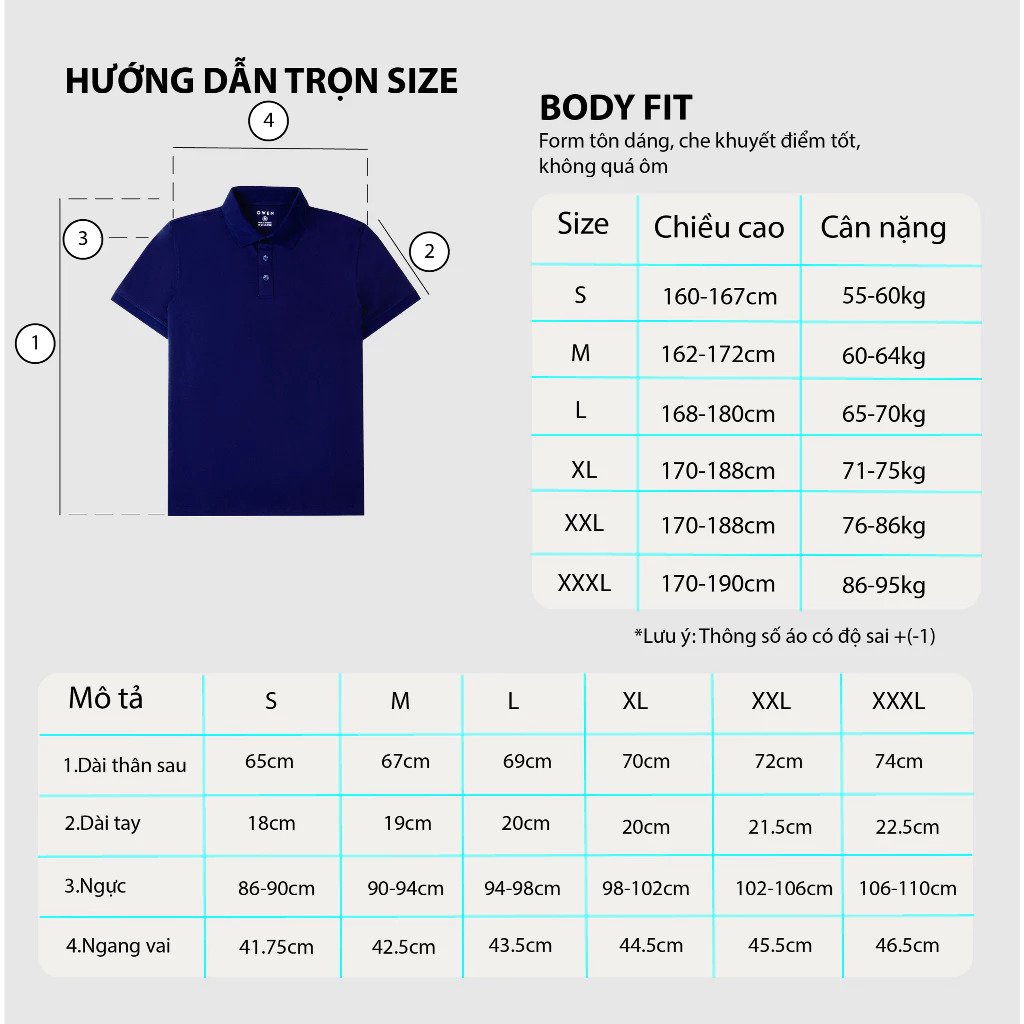 HƯỚNG DẪN TRỌN SIZE
4
3
2
1
OWEN
BODY FIT
Form tôn dáng, che khuyết điểm tốt,
không quá ôm
Size Chiều cao Cân nặng
S 160-167cm 55-60kg
M 162-172cm 60-64kg
L 168-180cm 65-70kg
XL 170-188cm 71-75kg
XXL 170-188cm 76-86kg
XXXL 170-190cm 86-95kg
*Lưu ý: Thông số áo có độ sai +(-1)
Mô tả S M L XL XXL XXXL
1.Dài thân sau 65cm 67cm 69cm 70cm 72cm 74cm
2.Dài tay 18cm 19cm 20cm 20cm 21.5cm 22.5cm
3.Ngực 86-90cm 90-94cm 94-98cm 98-102cm 102-106cm 106-110cm
4.Ngang vai 41.75cm 42.5cm 43.5cm 44.5cm 45.5cm 46.5cm